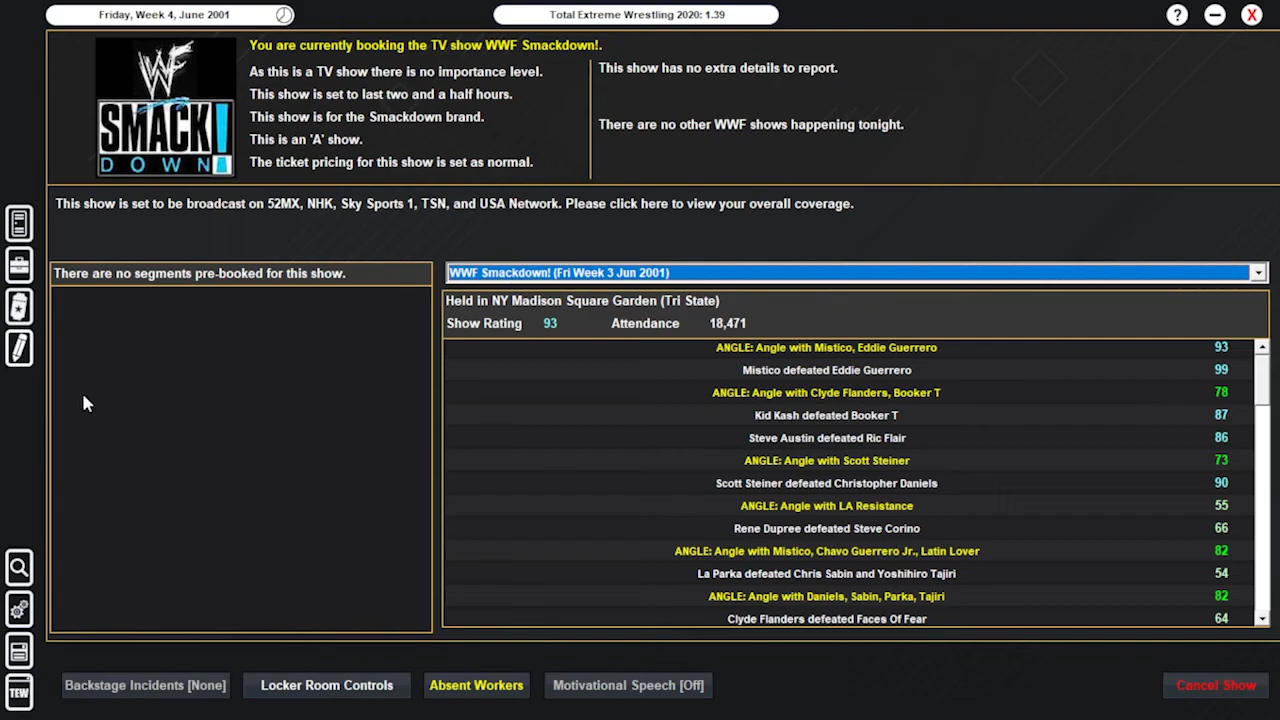 Friday, Week 4, June 2001
Total Extreme Wrestling 2020: 1.39
?
X
WF
SMACK
DOWN!
You are currently booking the TV show WWF Smackdown!.
As this is a TV show there is no importance level.
This show is set to last two and a half hours.
This show is for the Smackdown brand.
This is an 'A' show.
The ticket pricing for this show is set as normal.
This show has no extra details to report.
There are no other WWF shows happening tonight.
This show is set to be broadcast on 52MX, NHK, Sky Sports 1, TSN, and USA Network. Please click here to view your overall coverage.
There are no segments pre-booked for this show.
WWF Smackdown! (Fri Week 3 Jun 2001)
Held in NY Madison Square Garden (Tri State)
Show Rating 93 Attendance 18,471
ANGLE: Angle with Mistico, Eddie Guerrero 93
Mistico defeated Eddie Guerrero 99
ANGLE: Angle with Clyde Flanders, Booker T 78
Kid Kash defeated Booker T 87
Steve Austin defeated Ric Flair 86
ANGLE: Angle with Scott Steiner 73
Scott Steiner defeated Christopher Daniels 90
ANGLE: Angle with LA Resistance 55
Rene Dupree defeated Steve Corino 66
ANGLE: Angle with Mistico, Chavo Guerrero Jr., Latin Lover 82
La Parka defeated Chris Sabin and Yoshihiro Tajiri 54
ANGLE: Angle with Daniels, Sabin, Parka, Tajiri 82
Clyde Flanders defeated Faces Of Fear 64
TEW
Backstage Incidents [None]
Locker Room Controls
Absent Workers
Motivational Speech [Off]
Cancel Show